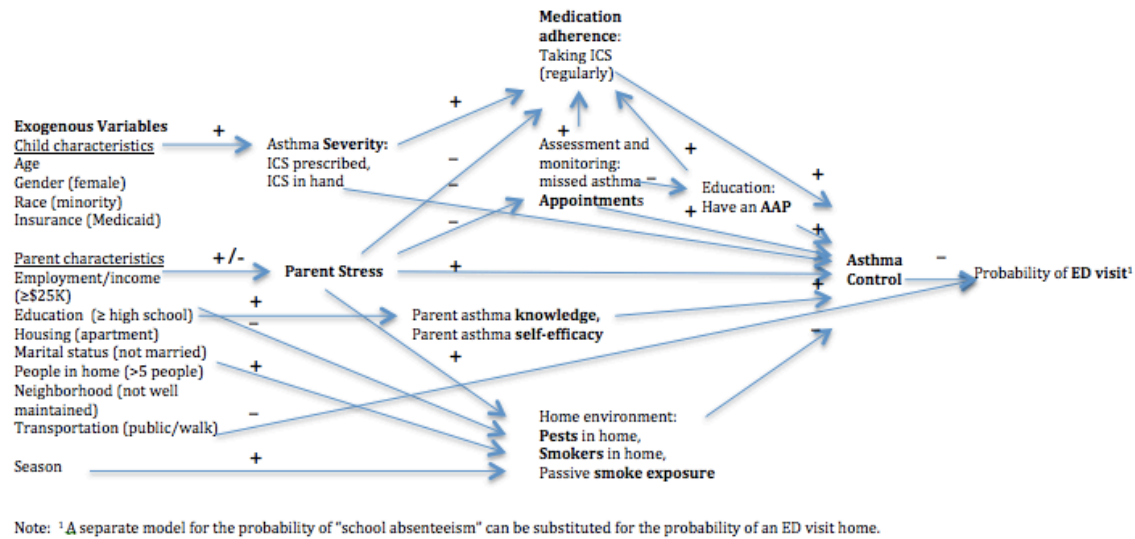 Medication
adherence:
Taking ICS
(regularly)
Exogenous Variables
Child characteristics
Age
Gender (female)
Race (minority)
Insurance (Medicaid)
+
Asthma Severity:
ICS prescribed,
ICS in hand
+
–
–
–
+
Assessment and
monitoring:
missed asthma
Appointments
–
+
+
Education:
Have an AAP
+
+
Parent characteristics
Employment/income
(≥$25K)
Education (≥ high school)
Housing (apartment)
Marital status (not married)
People in home (>5 people)
Neighborhood (not well
maintained)
Transportation (public/walk)
+/-
Parent Stress
+
Asthma
Control
–
Probability of ED visit¹
+
–
+
–
Parent asthma knowledge,
Parent asthma self-efficacy
+
+
–
Home environment:
Pests in home,
Smokers in home,
Passive smoke exposure
Season
+
Note: ¹A separate model for the probability of "school absenteeism" can be substituted for the probability of an ED visit home.